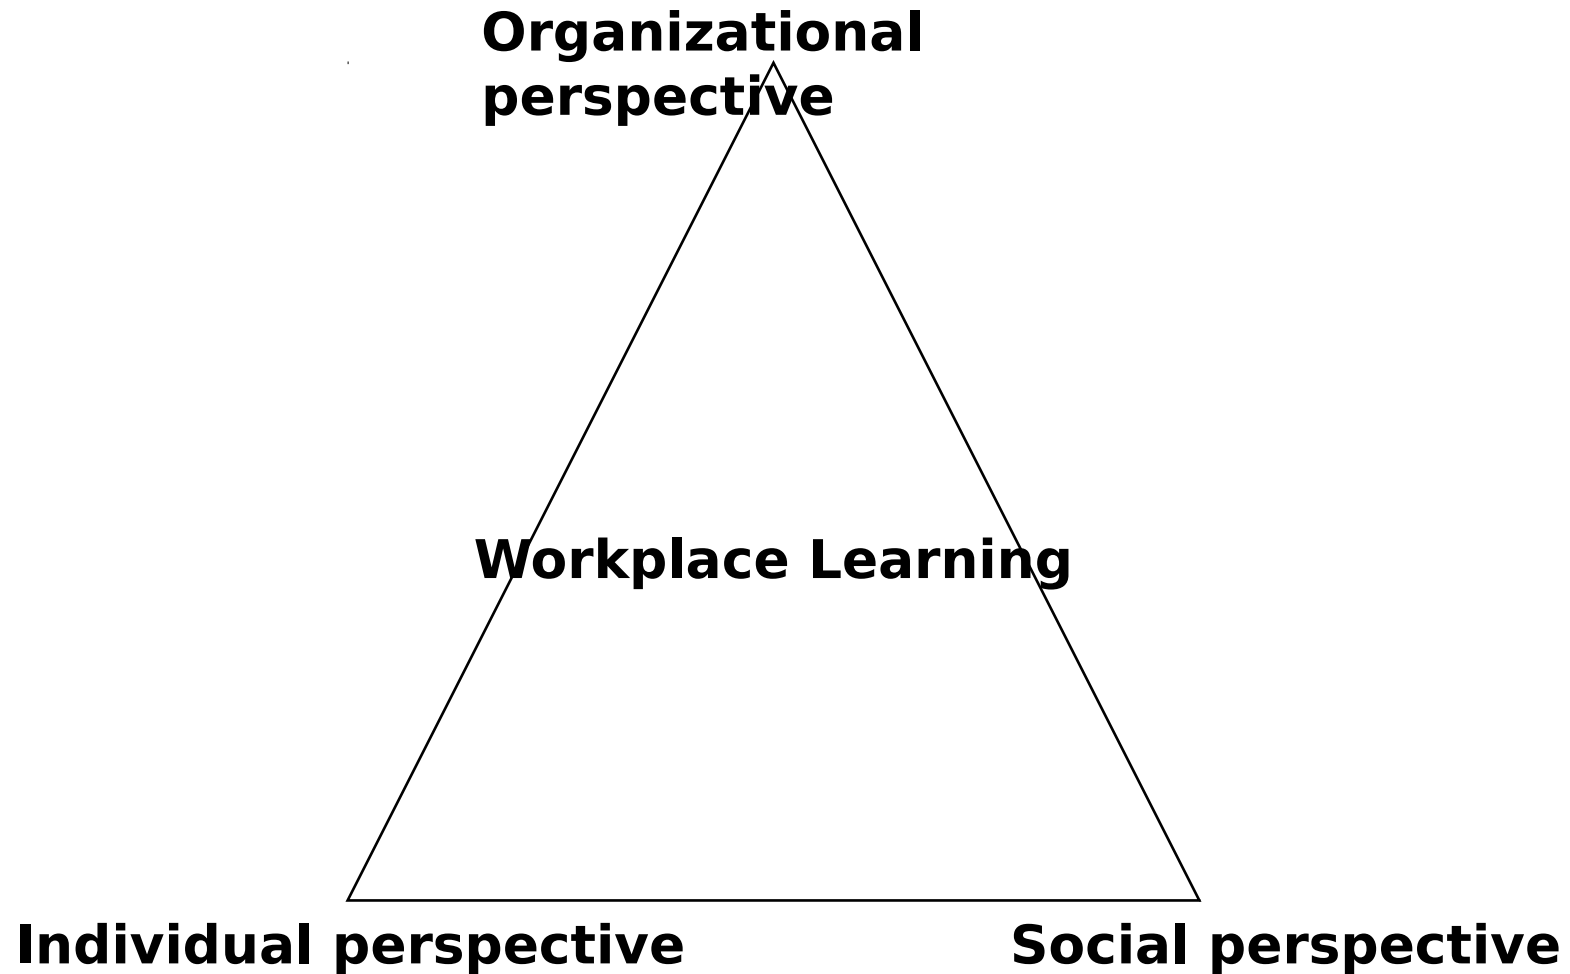 Organizational
perspective
Workplace Learning
Individual perspective
Social perspective